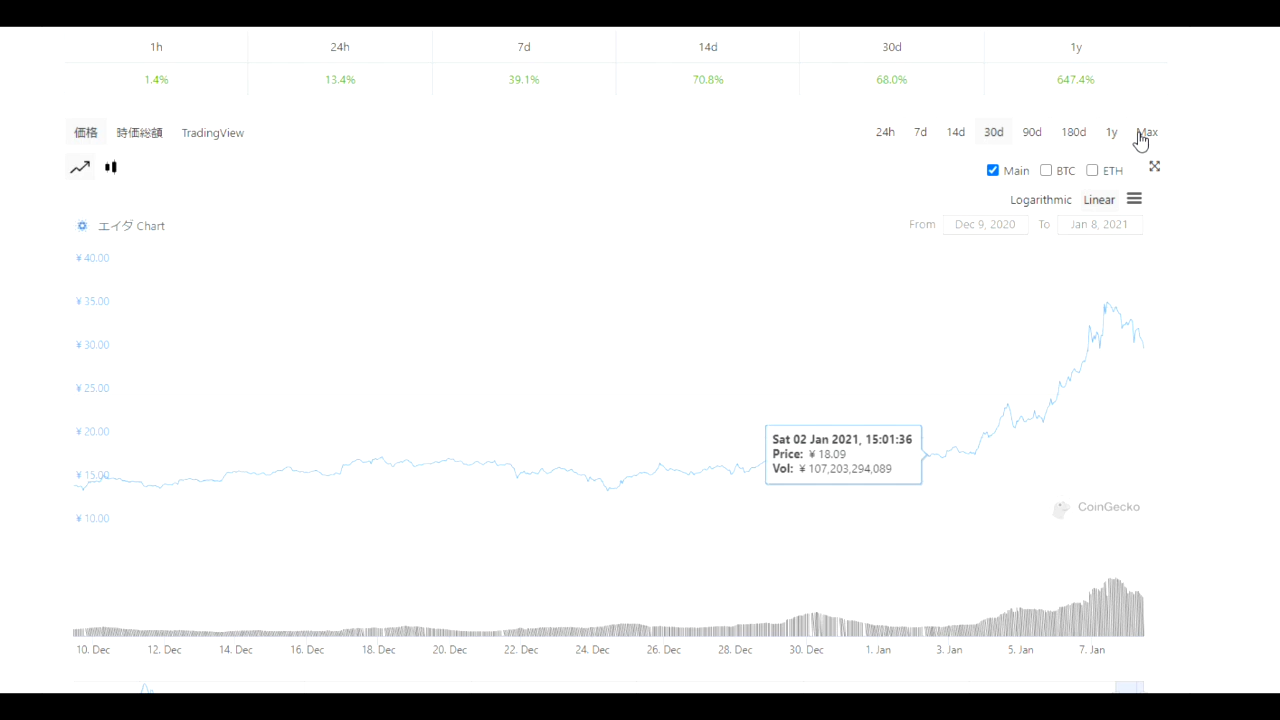 1h 24h 7d 14d 30d 1y
1.4% 13.4% 39.1% 70.8% 68.0% 647.4%
価格 時価総額 TradingView 24h 7d 14d 30d 90d 180d 1y Max
Main BTC ETH
Logarithmic Linear
エイダ Chart From Dec 9, 2020 To Jan 8, 2021
¥ 40.00
¥ 35.00
¥ 30.00
¥ 25.00
¥ 20.00
Sat 02 Jan 2021, 15:01:36
Price: ¥ 18.09
Vol: ¥ 107,203,294,089
¥ 15.00
CoinGecko
¥ 10.00
10. Dec 12. Dec 14. Dec 16. Dec 18. Dec 20. Dec 22. Dec 24. Dec 26. Dec 28. Dec 30. Dec 1. Jan 3. Jan 5. Jan 7. Jan